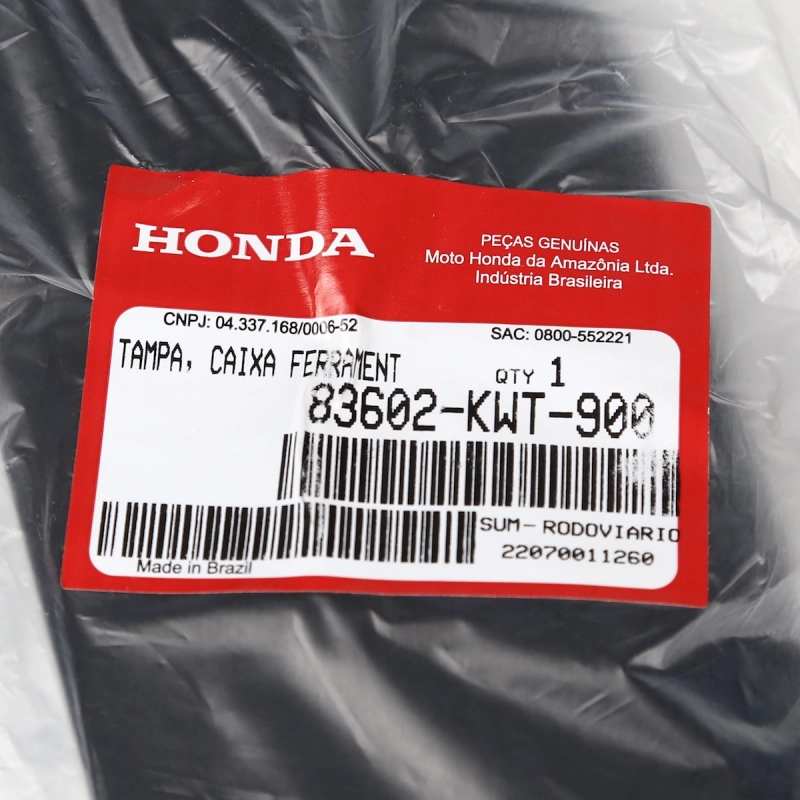 HONDA
PEÇAS GENUÍNAS
Moto Honda da Amazônia Ltda.
Indústria Brasileira
CNPJ: 04.337.168/0006-52
SAC: 0800-552221
TAMPA, CAIXA FERRAMENT
QTY 1
83602-KWT-900
SUM-RODOVIARIO
22070011260
Made in Brazil